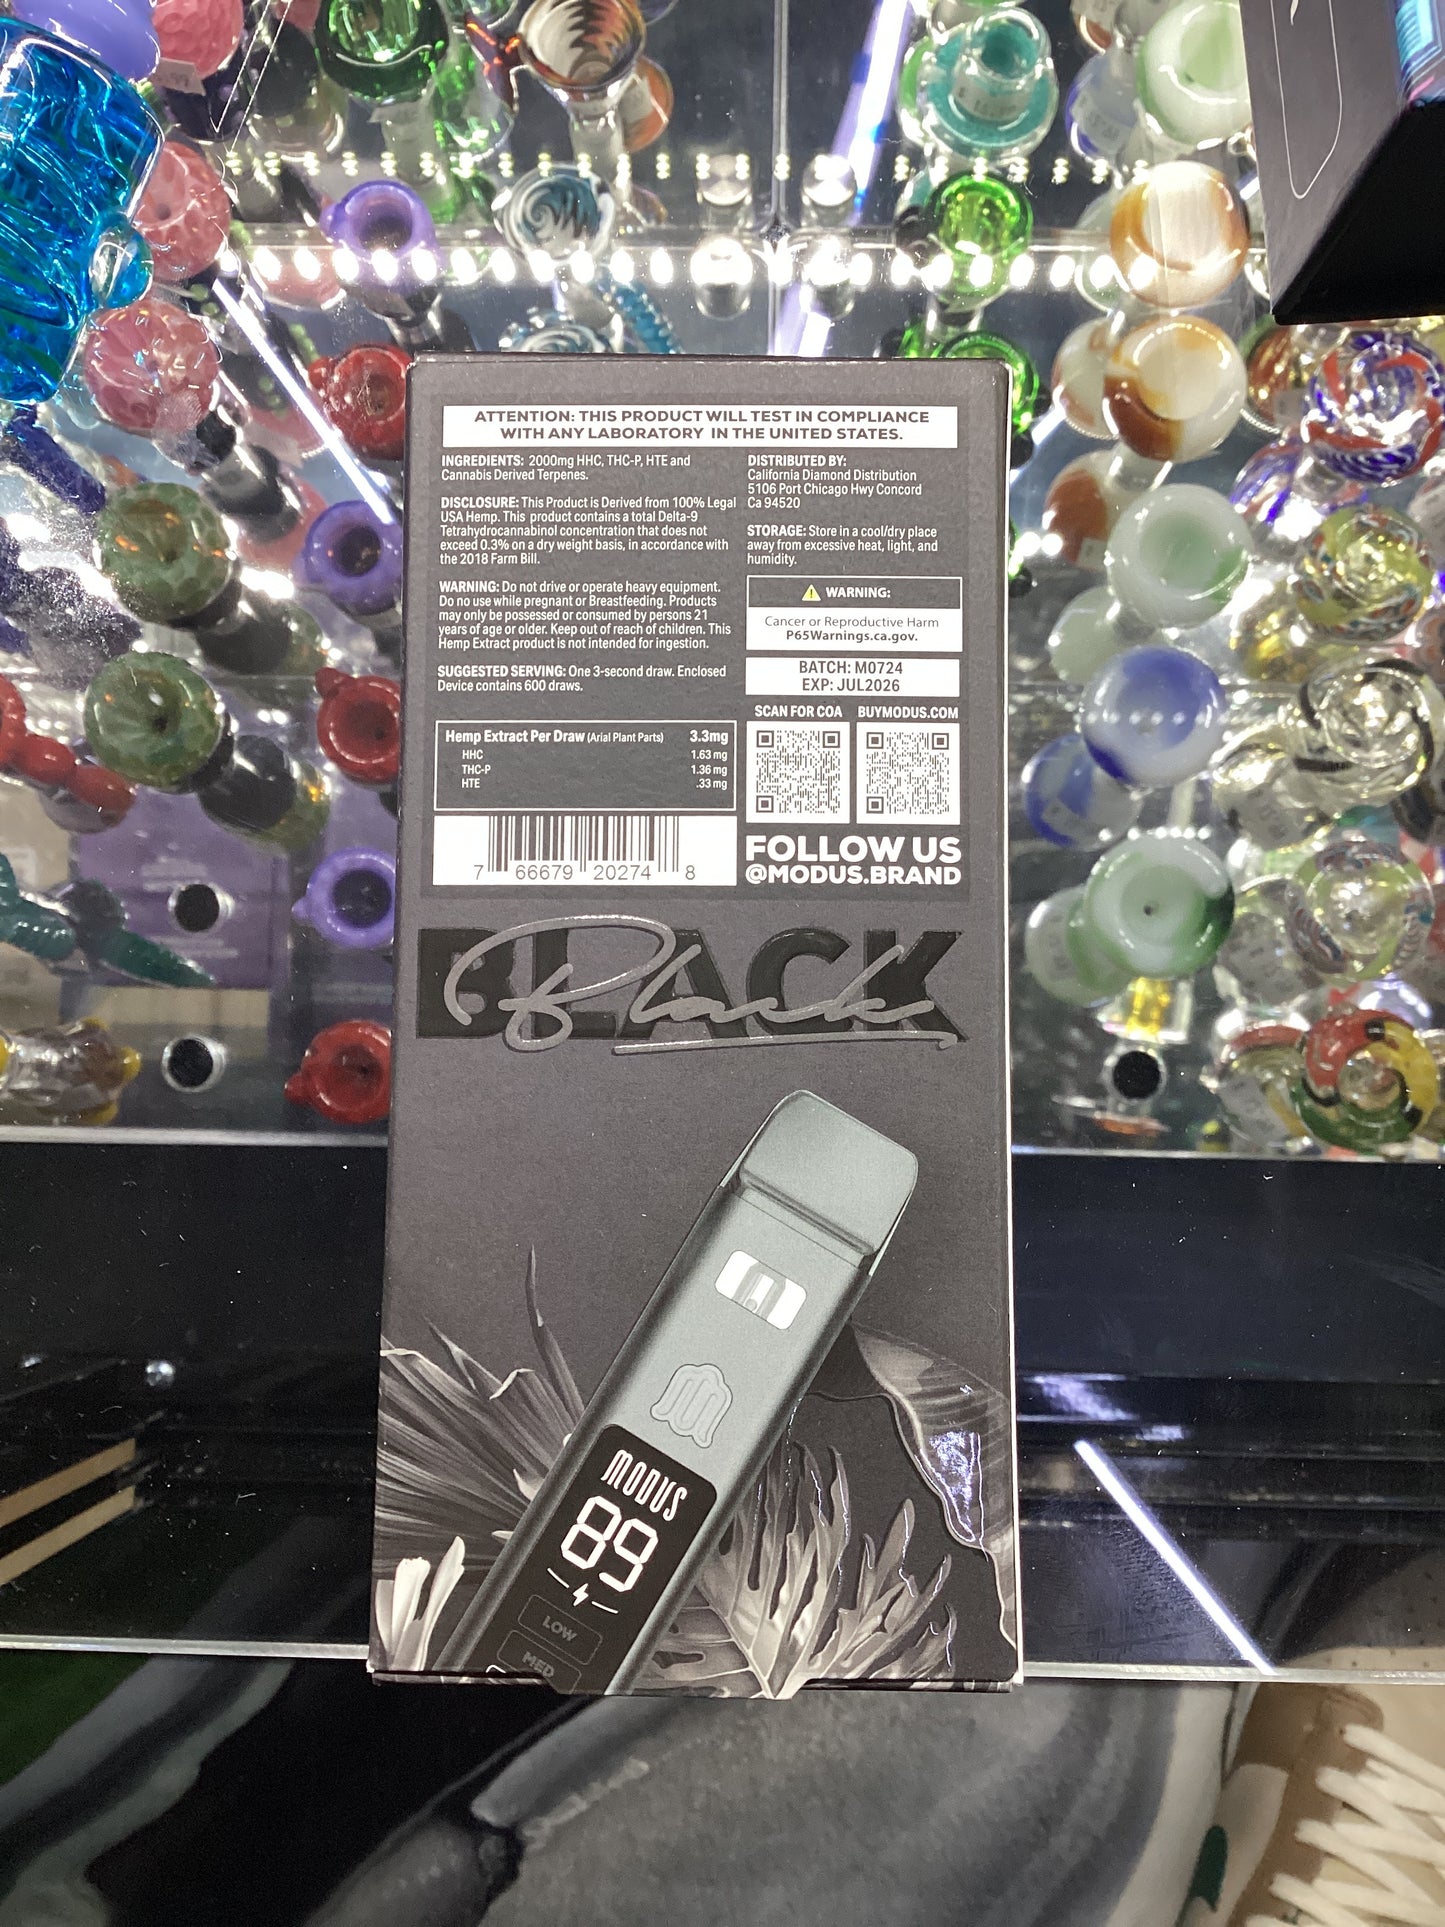 ATTENTION: THIS PRODUCT WILL TEST IN COMPLIANCE
WITH ANY LABORATORY IN THE UNITED STATES.
INGREDIENTS: 2000mg HHC, THC-P, HTE and
Cannabis Derived Terpenes.
DISCLOSURE: This Product is Derived from 100% Legal
USA Hemp. This product contains a total Delta-9
Tetrahydrocannabinol concentration that does not
exceed 0.3% on a dry weight basis, in accordance with
the 2018 Farm Bill.
WARNING: Do not drive or operate heavy equipment.
Do no use while pregnant or Breastfeeding. Products
may only be possessed or consumed by persons 21
years of age or older. Keep out of reach of children. This
Hemp Extract product is not intended for ingestion.
SUGGESTED SERVING: One 3-second draw. Enclosed
Device contains 600 draws.
Hemp Extract Per Draw (Arial Plant Parts) 3.3mg
HHC 1.63 mg
THC-P 1.36 mg
HTE .33 mg
7 66679 20274 8
DISTRIBUTED BY:
California Diamond Distribution
5106 Port Chicago Hwy Concord
Ca 94520
STORAGE: Store in a cool/dry place
away from excessive heat, light, and
humidity.
WARNING:
Cancer or Reproductive Harm
P65Warnings.ca.gov.
BATCH: M0724
EXP: JUL2026
SCAN FOR COA BUYMODUS.COM
FOLLOW US
@MODUS.BRAND
BLACK
Black
MODUS
89
LOW
MED